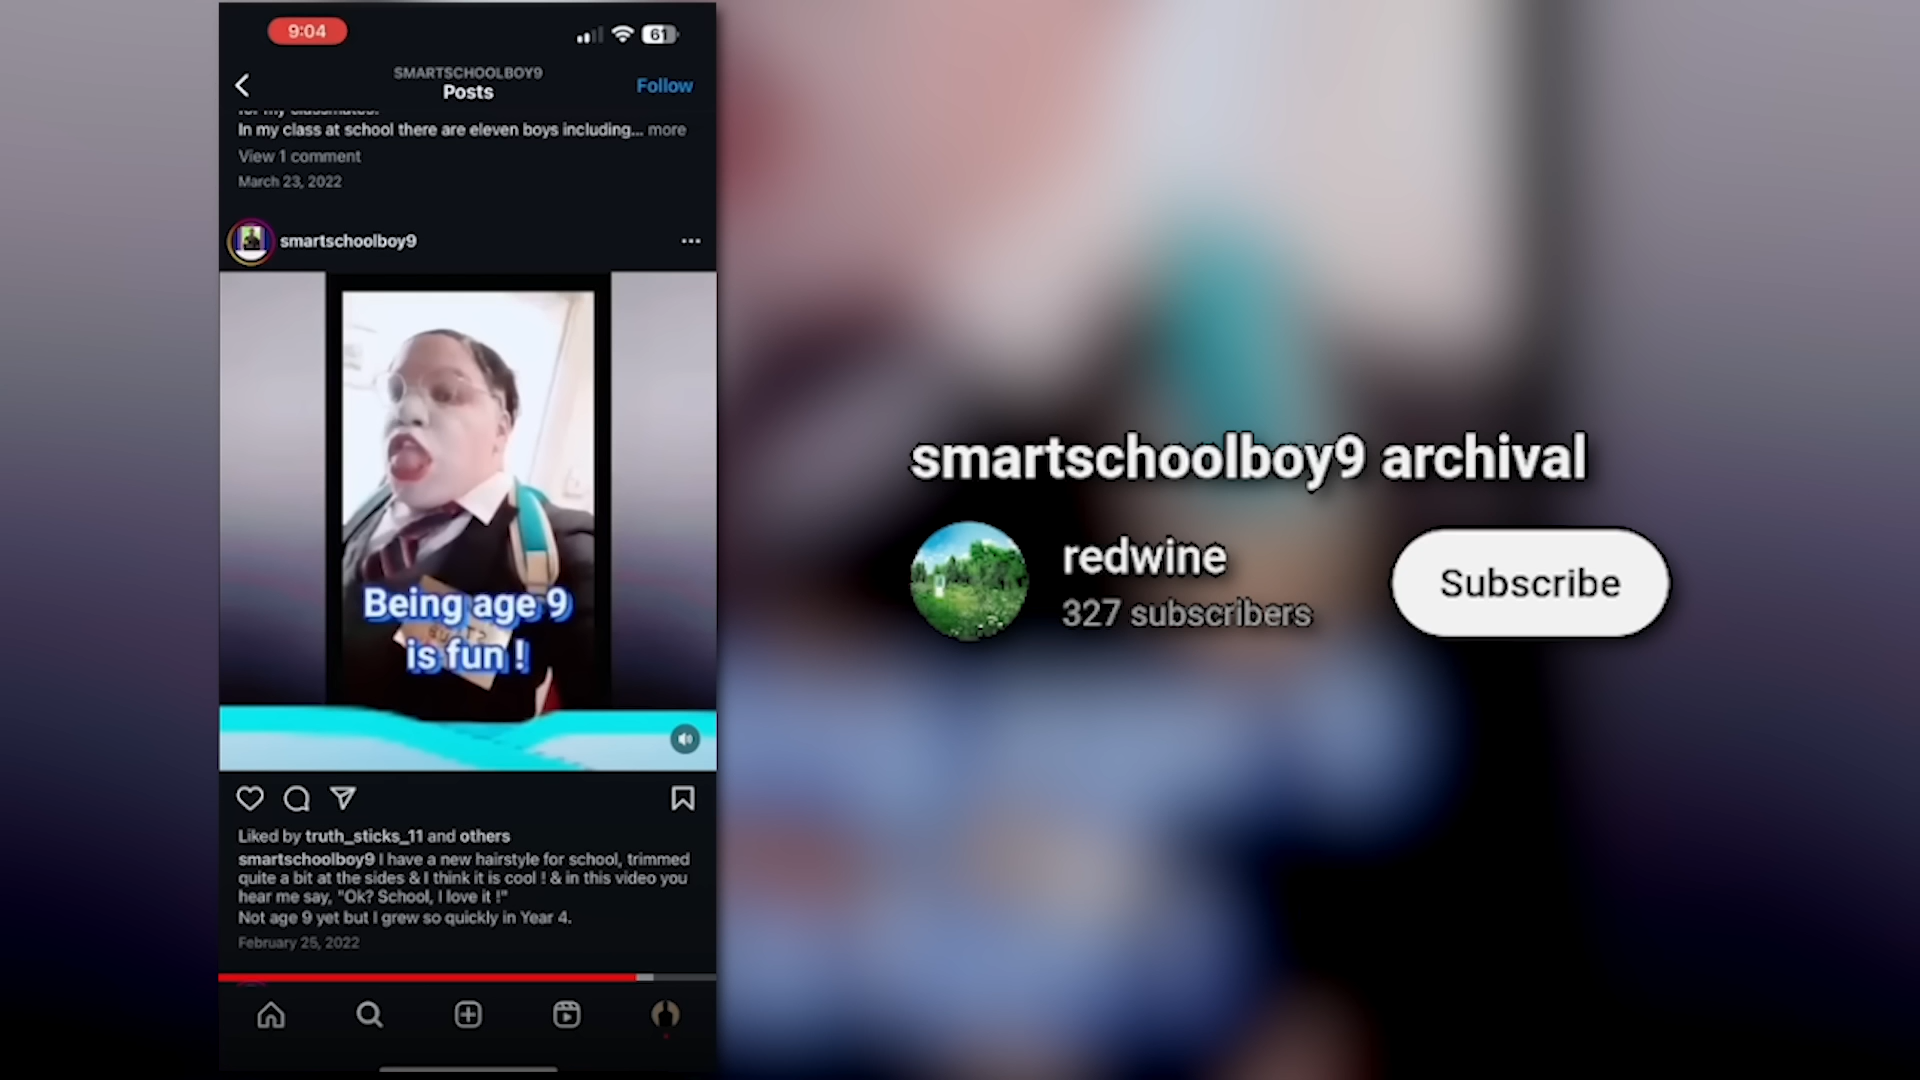 9:04
61
SMARTSCHOOLBOY9
Posts
Follow
for my classmates.
In my class at school there are eleven boys including... more
View 1 comment
March 23, 2022
smartschoolboy9
Being age 9
is fun !
Liked by truth_sticks_11 and others
smartschoolboy9 I have a new hairstyle for school, trimmed
quite a bit at the sides & I think it is cool ! & in this video you
hear me say, "Ok? School, I love it !"
Not age 9 yet but I grew so quickly in Year 4.
February 25, 2022
smartschoolboy9 archival
redwine
327 subscribers
Subscribe